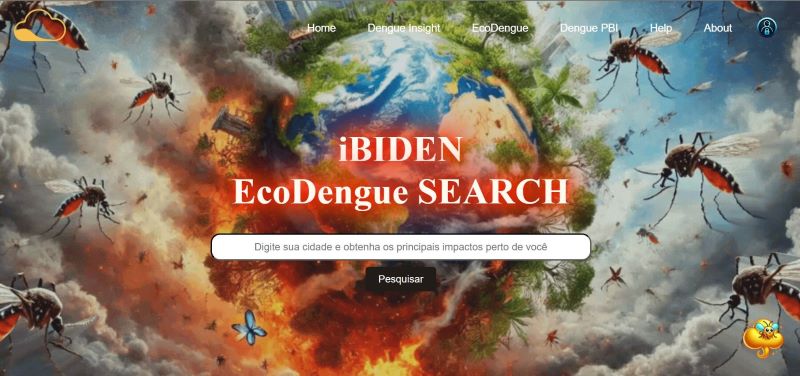 Home
Dengue Insight
EcoDengue
Dengue PBI
Help
About
iBIDEN
EcoDengue SEARCH
Digite sua cidade e obtenha os principais impactos perto de você
Pesquisar